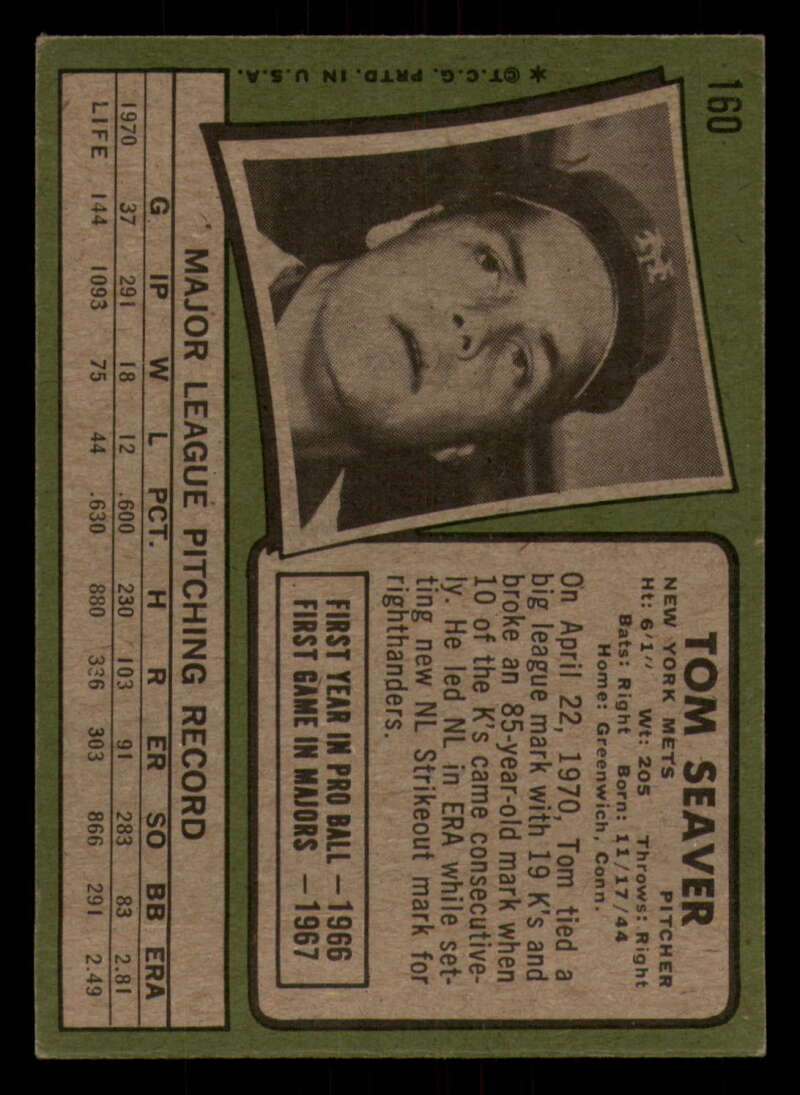 160
* ©T.C.G. PRTD. IN U.S.A.
NY
TOM SEAVER
NEW YORK METS PITCHER
Ht: 6'1" Wt: 205 Throws: Right
Bats: Right Born: 11/17/44
Home: Greenwich, Conn.
On April 22, 1970, Tom tied a
big league mark with 19 K's and
broke an 85-year-old mark when
10 of the K's came consecutive-
ly. He led NL in ERA while set-
ting new NL Strikeout mark for
righthanders.
FIRST YEAR IN PRO BALL — 1966
FIRST GAME IN MAJORS — 1967
MAJOR LEAGUE PITCHING RECORD
G IP W L PCT. H R ER SO BB ERA
1970 37 291 18 12 .600 230 103 91 283 83 2.81
LIFE 144 1093 75 44 .630 880 336 303 866 291 2.49